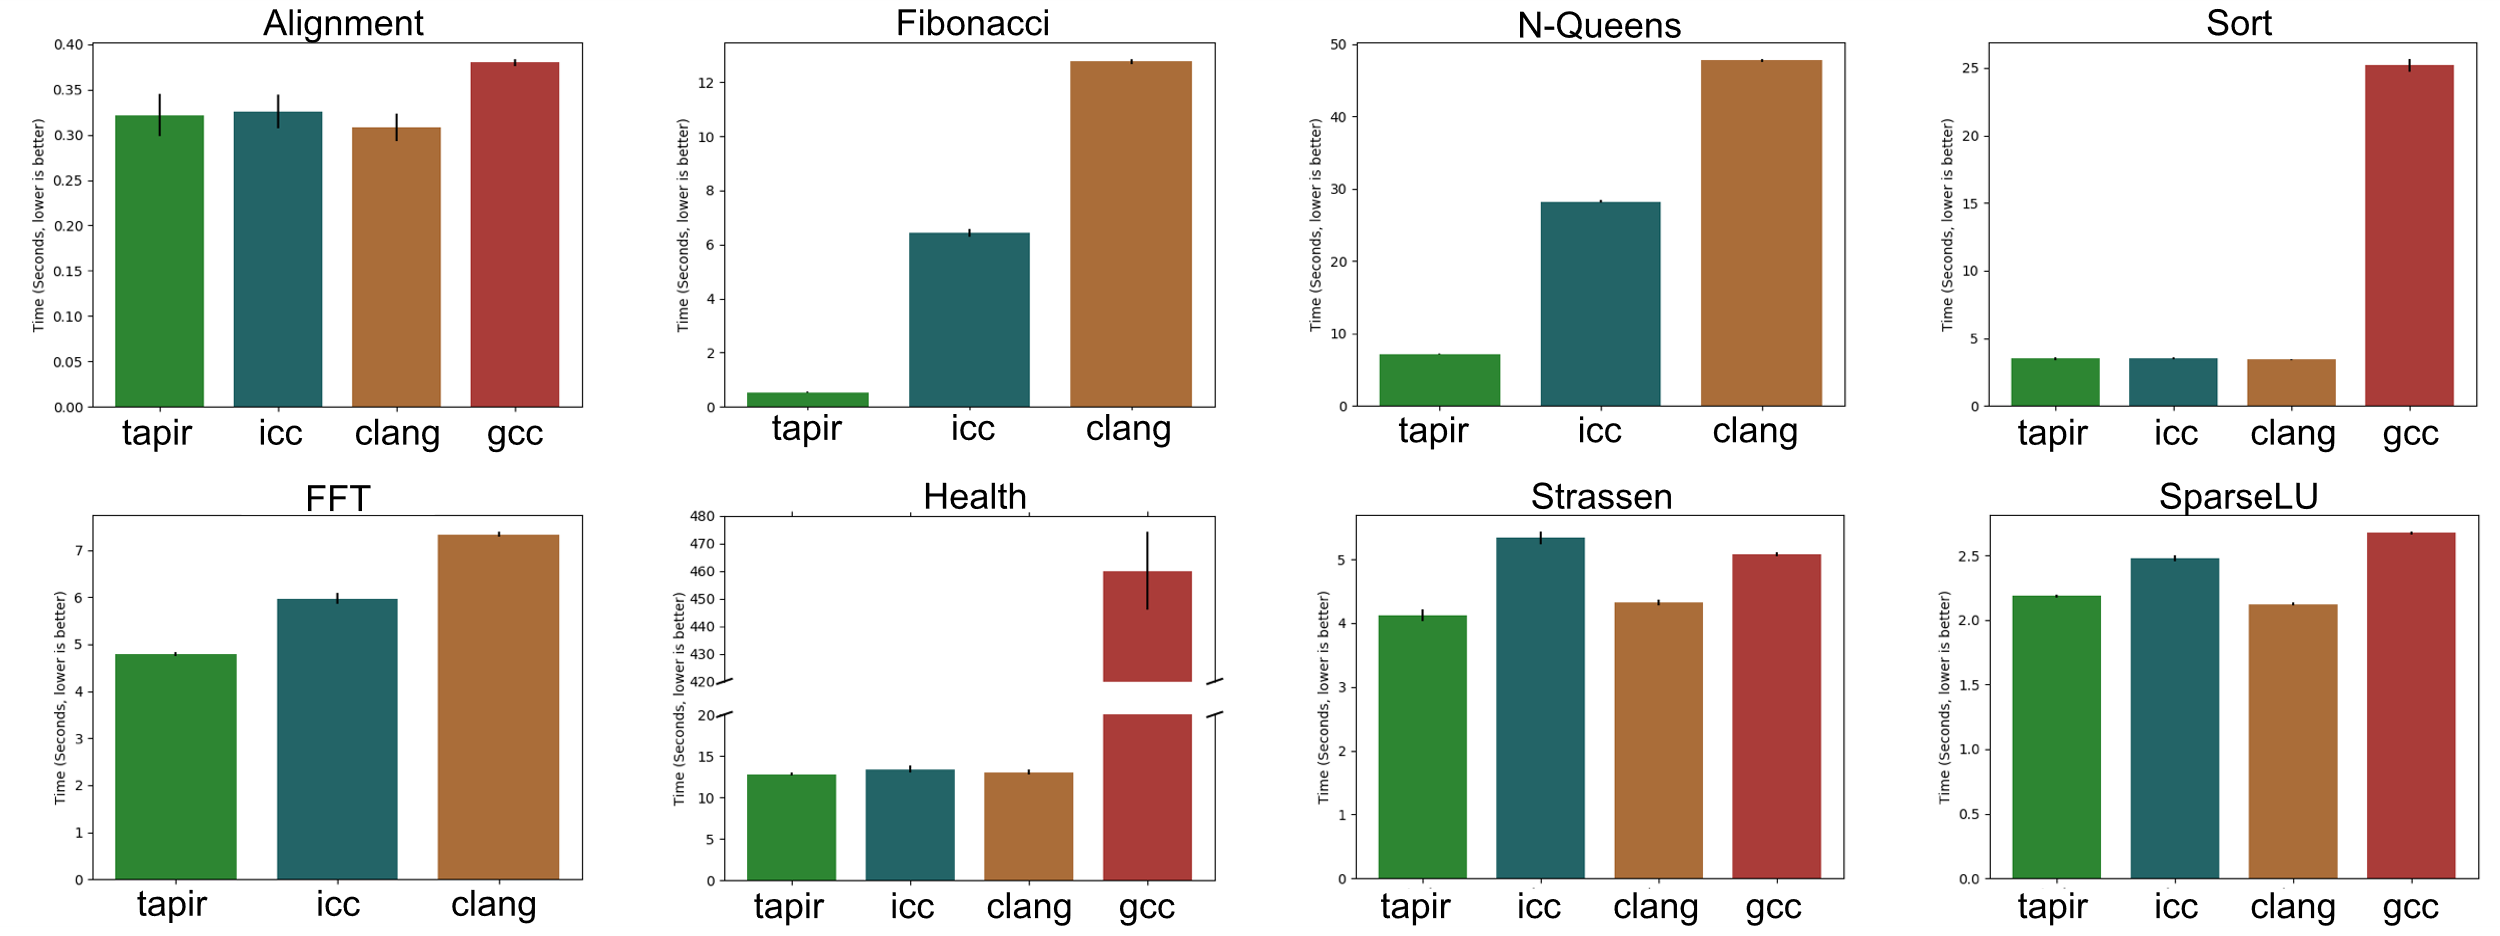 Alignment
Time (Seconds, lower is better)
0.40
0.35
0.30
0.25
0.20
0.15
0.10
0.05
0.00
tapir icc clang gcc
Fibonacci
Time (Seconds, lower is better)
12
10
8
6
4
2
0
tapir icc clang
N-Queens
Time (Seconds, lower is better)
50
40
30
20
10
0
tapir icc clang
Sort
Time (Seconds, lower is better)
25
20
15
10
5
0
tapir icc clang gcc
FFT
Time (Seconds, lower is better)
7
6
5
4
3
2
1
0
tapir icc clang
Health
Time (Seconds, lower is better)
480
470
460
450
440
430
420
20
15
10
5
0
tapir icc clang gcc
Strassen
Time (Seconds, lower is better)
5
4
3
2
1
0
tapir icc clang gcc
SparseLU
Time (Seconds, lower is better)
2.5
2.0
1.5
1.0
0.5
0.0
tapir icc clang gcc